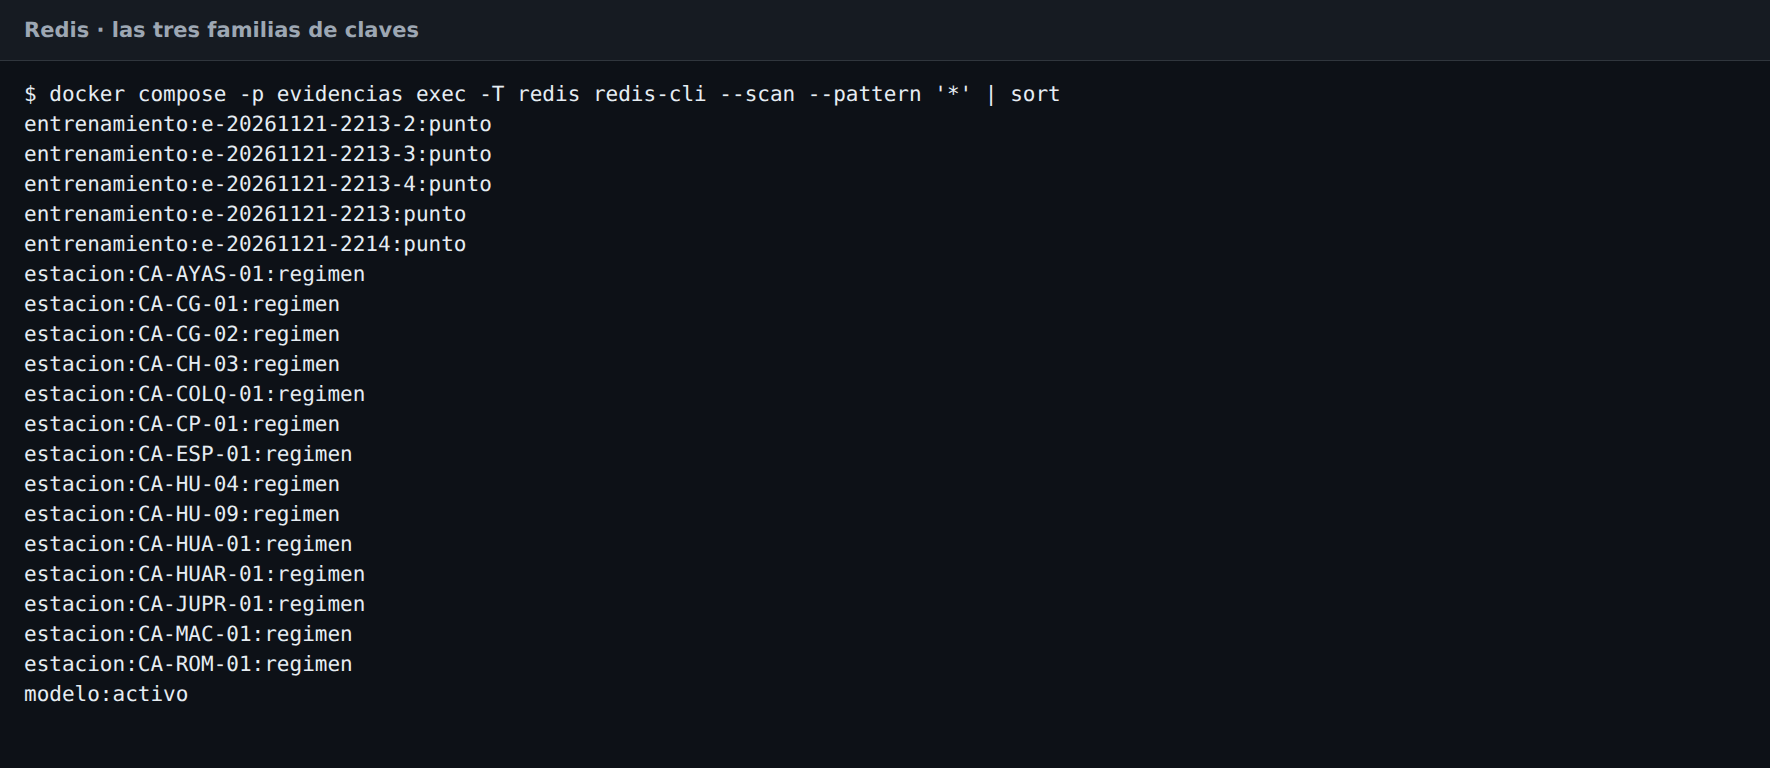 Redis · las tres familias de claves
$ docker compose -p evidencias exec -T redis redis-cli --scan --pattern '*' | sort
entrenamiento:e-20261121-2213-2:punto
entrenamiento:e-20261121-2213-3:punto
entrenamiento:e-20261121-2213-4:punto
entrenamiento:e-20261121-2213:punto
entrenamiento:e-20261121-2214:punto
estacion:CA-AYAS-01:regimen
estacion:CA-CG-01:regimen
estacion:CA-CG-02:regimen
estacion:CA-CH-03:regimen
estacion:CA-COLQ-01:regimen
estacion:CA-CP-01:regimen
estacion:CA-ESP-01:regimen
estacion:CA-HU-04:regimen
estacion:CA-HU-09:regimen
estacion:CA-HUA-01:regimen
estacion:CA-HUAR-01:regimen
estacion:CA-JUPR-01:regimen
estacion:CA-MAC-01:regimen
estacion:CA-ROM-01:regimen
modelo:activo